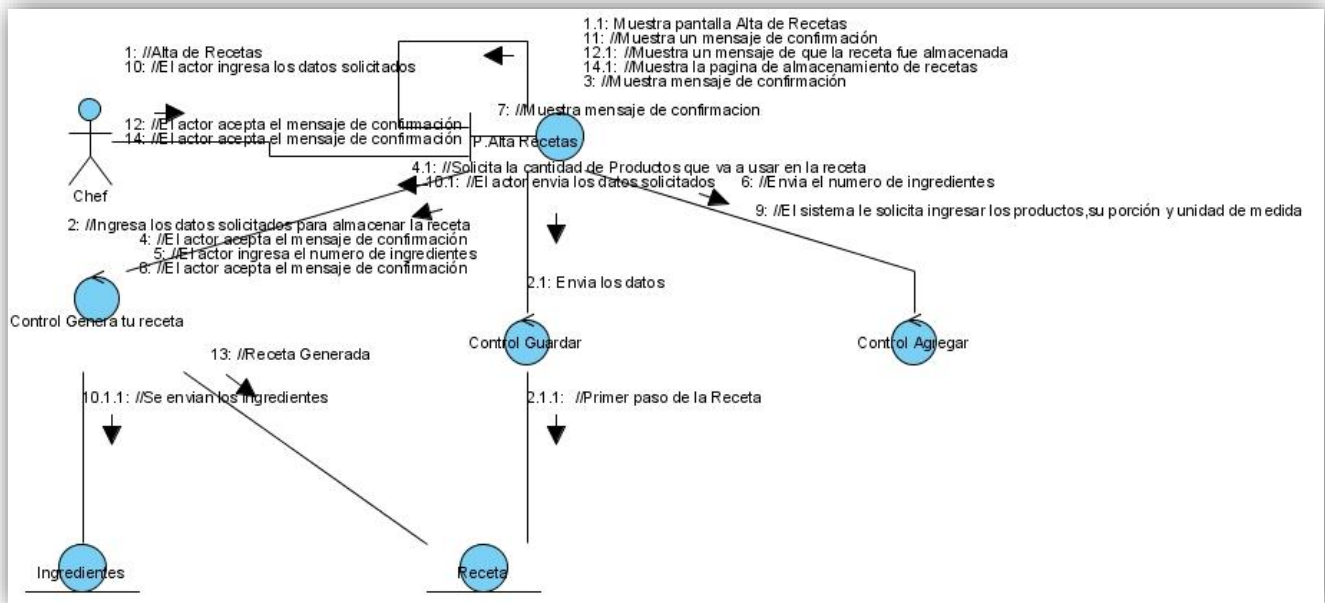 1.1: Muestra pantalla Alta de Recetas
1: //Alta de Recetas
11: //Muestra un mensaje de confirmación
10: //El actor ingresa los datos solicitados
12.1: //Muestra un mensaje de que la receta fue almacenada
14.1: //Muestra la pagina de almacenamiento de recetas
3: //Muestra mensaje de confirmación
7: //Muestra mensaje de confirmacion
12: //El actor acepta el mensaje de confirmación
14: //El actor acepta el mensaje de confirmación
P.Alta Recetas
Chef
4.1: //Solicita la cantidad de Productos que va a usar en la receta
10.1: //El actor envia los datos solicitados
6: //Envia el numero de ingredientes
9: //El sistema le solicita ingresar los productos,su porción y unidad de medida
2: //Ingresa los datos solicitados para almacenar la receta
4: //El actor acepta el mensaje de confirmación
5: //El actor ingresa el numero de ingredientes
8: //El actor acepta el mensaje de confirmación
2.1: Envia los datos
Control Genera tu receta
Control Guardar
Control Agregar
13: //Receta Generada
10.1.1: //Se envian los ingredientes
2.1.1: //Primer paso de la Receta
Ingredientes
Receta